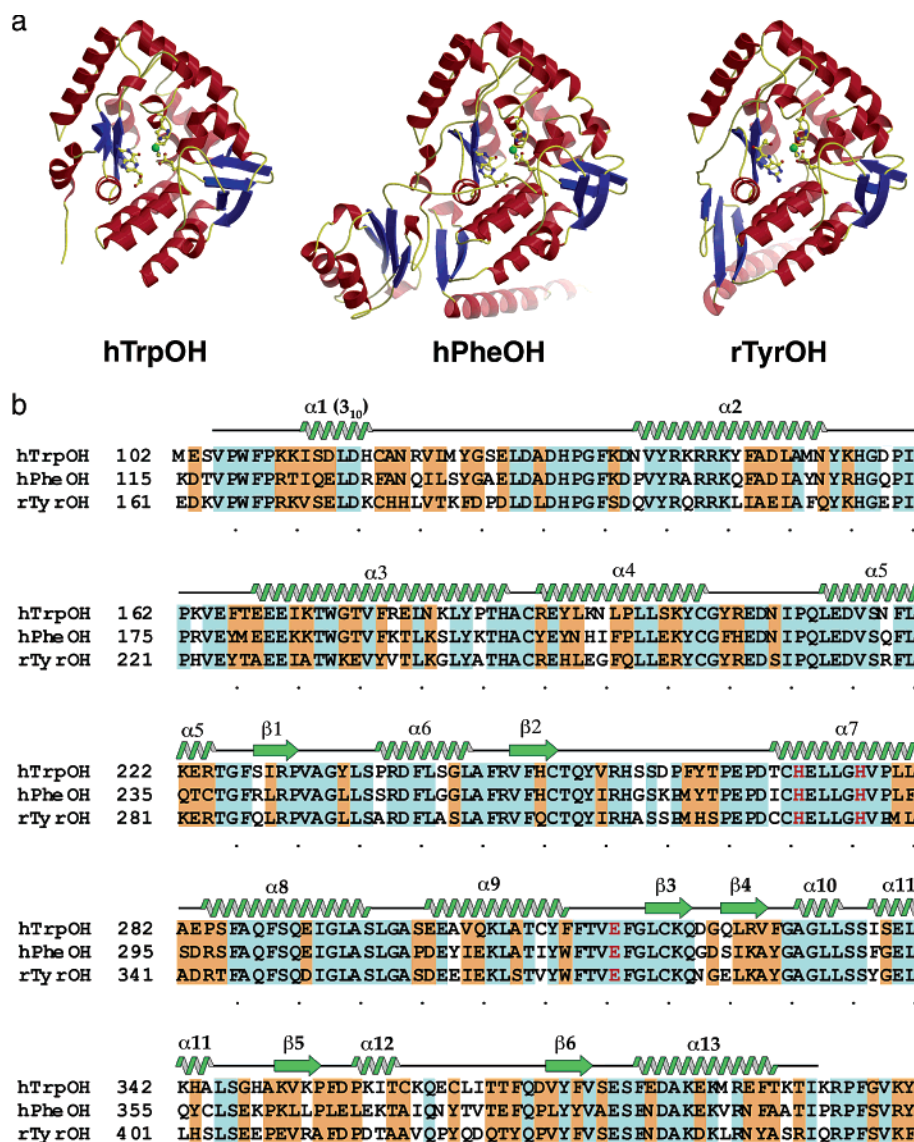 a
hTrpOH hPheOH rTyrOH
b
α1 (3₁₀) α2
hTrpOH 102 MESVPWFPKKISDLDHCANRVIMYGSELDADHPGFKDNVYRKRRKYFADLAMNYKHGDPI
hPheOH 115 KDTVPWFPRTIQELDRFANQILSYGAELDADHPGFKDPVYRARRKQFADIAYNYRHGQPI
rTyrOH 161 EDKVPWFPRKVSELDKCHHLVTKFDPDLDLDHPGFSDQVYRQRRKLIAEIAFQYKHGEPI
α3 α4 α5
hTrpOH 162 PKVEFTEEEIKTWGTVFRELNKLYPTHACREYLKNLPLLSKYCGYREDNIPQLEDVSNFL
hPheOH 175 PRVEYMEEEKKTWGTVFKTLKSLYKTHACYEYNHIFPLLEKYCGFHEDNIPQLEDVSQFL
rTyrOH 221 PHVEYTAEEIATWKEVYVTLKGLYATHACREHLEGFQLLERYCGYREDSIPQLEDVSRFL
α5 β1 α6 β2 α7
hTrpOH 222 KERTGFSIRPVAGYLSPRDFLSGLAFRVFHCTQYVRHSSDPFYTPEPDTCHELLGHVPLL
hPheOH 235 QTCTGFRLRPVAGLLSSRDFLGGLAFRVFHCTQYIRHGSKPMYTPEPDICHELLGHVPLF
rTyrOH 281 KERTGFQLRPVAGLLSARDFLASLAFRVFQCTQYIRHASSPMHSPEPDCCHELLGHVPML
α8 α9 β3 β4 α10 α11
hTrpOH 282 AEPSFAQFSQEIGLASLGASEEAVQKLATCYFFTVEFGLCKQDGQLRVFGAGLLSSISEL
hPheOH 295 SDRSFAQFSQEIGLASLGAPDEYIEKLATIYWFTVEFGLCKQGDSIKAYGAGLLSSFGEL
rTyrOH 341 ADRTFAQFSQDIGLASLGASDEEIEKLSTVYWFTVEFGLCKQNGELKAYGAGLLSSYGEL
α11 β5 α12 β6 α13
hTrpOH 342 KHALSGHAKVKPFDPKITCKQECLITTFQDVYFVSESFEDAKEKMREFTKTIKRPFGVKY
hPheOH 355 QYCLSEKPKLLPLELEKTAIQNYTVTEFQPLYYVAESFNDAKEKVRNFAATIPRPFSVRY
rTyrOH 401 LHSLSEEPEVRAFDPDTAAVQPYQDQTYQPVYFVSESFNDAKDKLRNYASRIQRPFSVKF